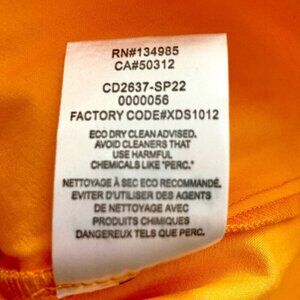 RN#134985
CA#50312
CD2637-SP22
0000056
FACTORY CODE#XDS1012
ECO DRY CLEAN ADVISED.
AVOID CLEANERS THAT
USE HARMFUL
CHEMICALS LIKE "PERC."
NETTOYAGE À SEC ECO RECOMMANDÉ.
EVITER D'UTILISER DES AGENTS
DE NETTOYAGE AVEC
PRODUITS CHIMIQUES
DANGEREUX TELS QUE PERC.